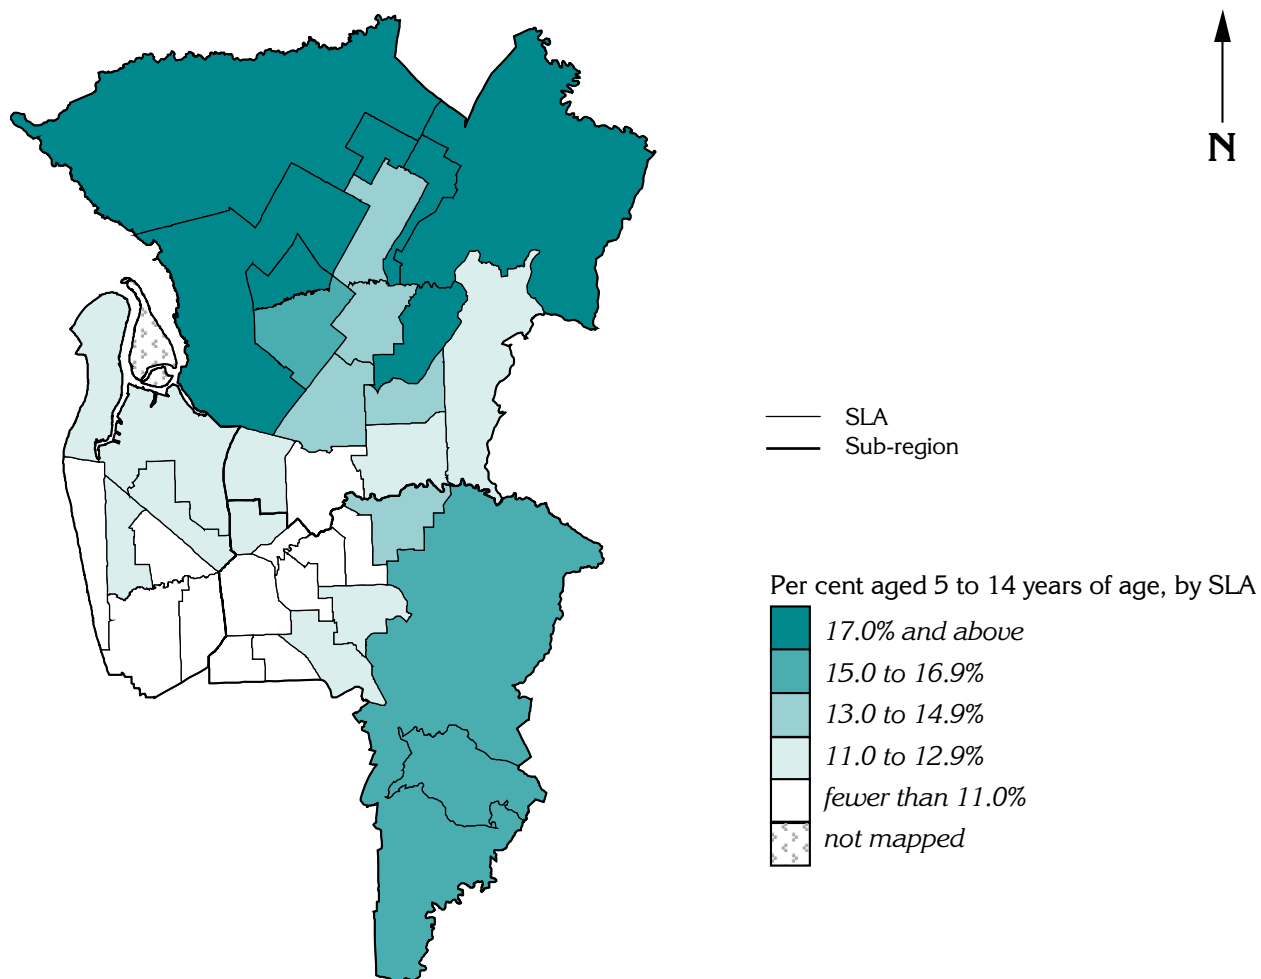 N
SLA
Sub-region
Per cent aged 5 to 14 years of age, by SLA
17.0% and above
15.0 to 16.9%
13.0 to 14.9%
11.0 to 12.9%
fewer than 11.0%
not mapped